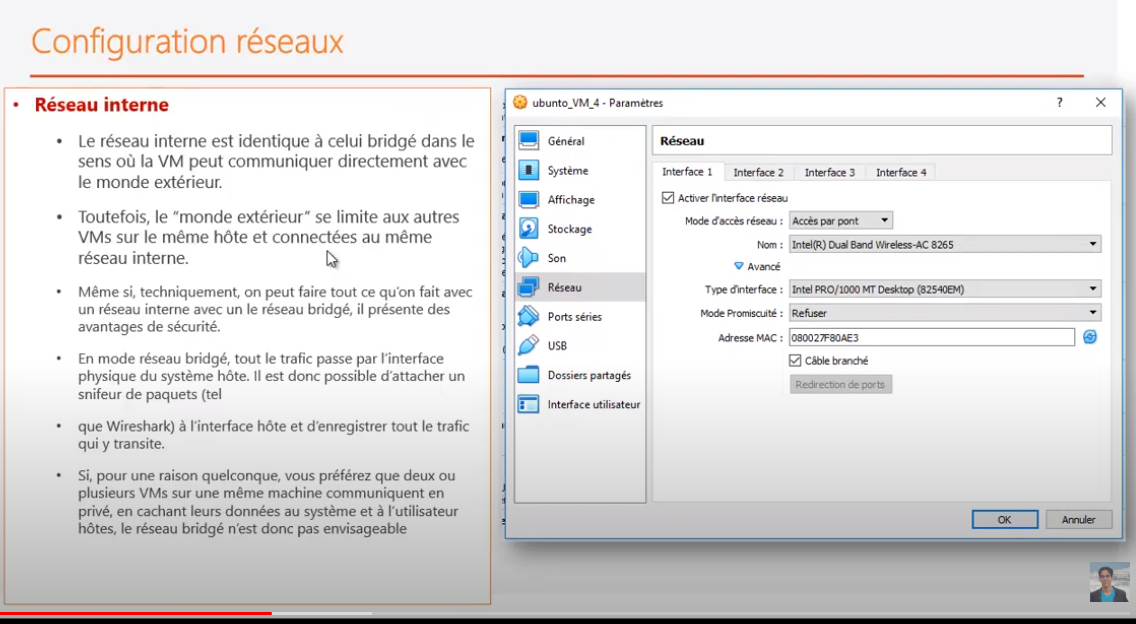 Configuration réseaux
• Réseau interne
• Le réseau interne est identique à celui bridgé dans le
sens où la VM peut communiquer directement avec
le monde extérieur.
• Toutefois, le “monde extérieur” se limite aux autres
VMs sur le même hôte et connectées au même
réseau interne.
• Même si, techniquement, on peut faire tout ce qu’on fait avec
un réseau interne avec un le réseau bridgé, il présente des
avantages de sécurité.
• En mode réseau bridgé, tout le trafic passe par l’interface
physique du système hôte. Il est donc possible d’attacher un
snifeur de paquets (tel
• que Wireshark) à l’interface hôte et d’enregistrer tout le trafic
qui y transite.
• Si, pour une raison quelconque, vous préférez que deux ou
plusieurs VMs sur une même machine communiquent en
privé, en cachant leurs données au système et à l’utilisateur
hôtes, le réseau bridgé n’est donc pas envisageable
ubunto_VM_4 - Paramètres
?
Général
Système
Affichage
Stockage
Son
Réseau
Ports séries
USB
Dossiers partagés
Interface utilisateur
Réseau
Interface 1 Interface 2 Interface 3 Interface 4
Activer l'interface réseau
Mode d'accès réseau : Accès par pont
Nom : Intel(R) Dual Band Wireless-AC 8265
Avancé
Type d'interface : Intel PRO/1000 MT Desktop (82540EM)
Mode Promiscuité : Refuser
Adresse MAC : 080027F80AE3
Câble branché
Redirection de ports
OK Annuler